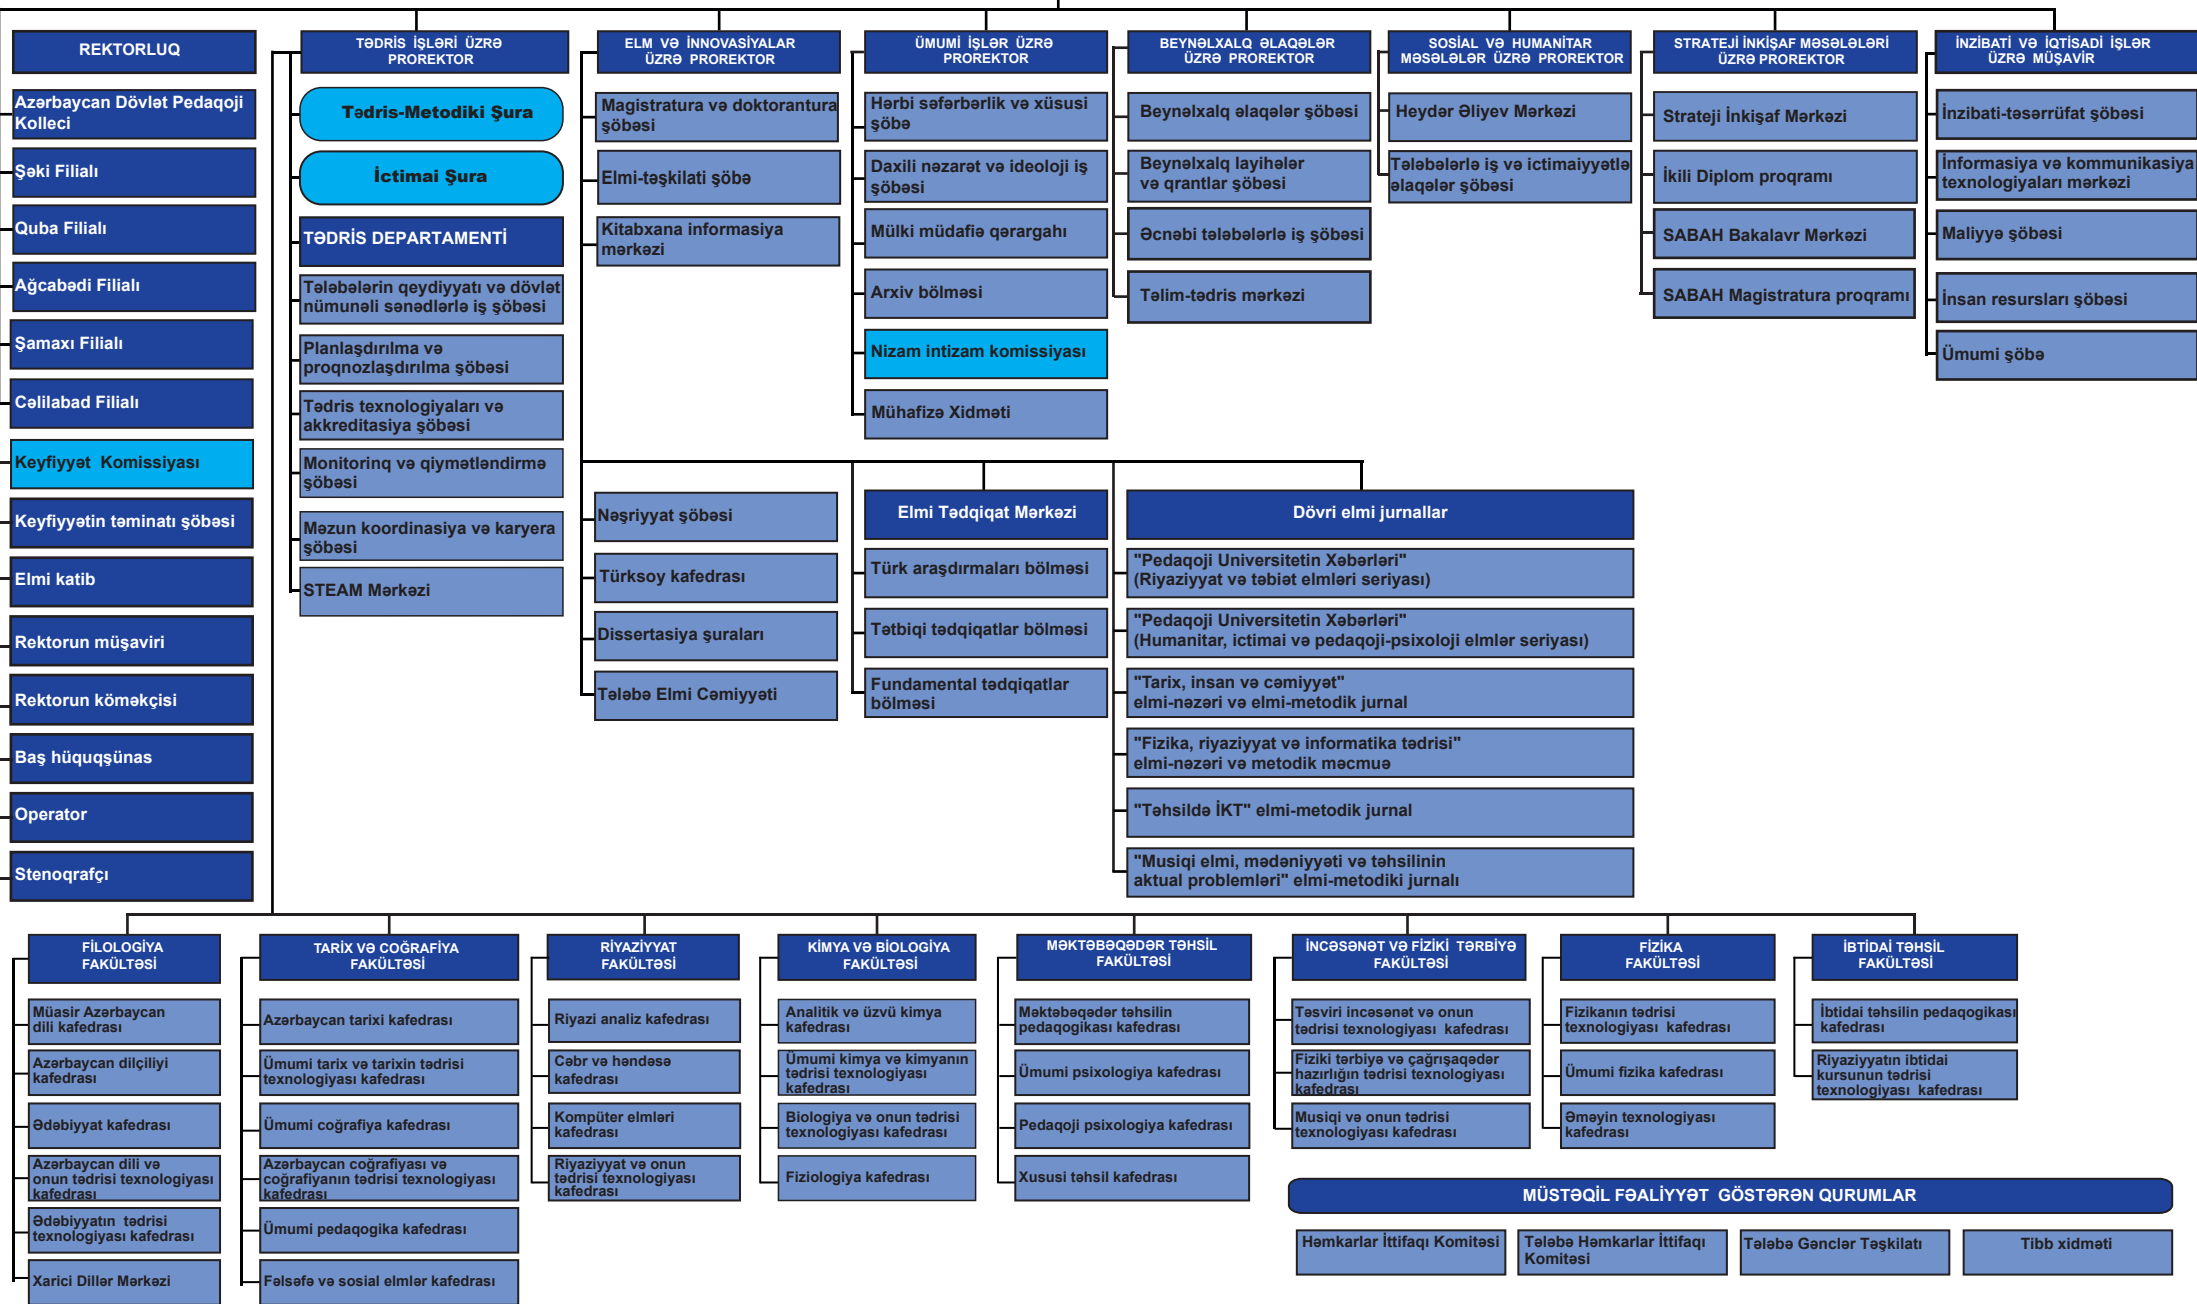 REKTORLUQ
Azərbaycan Dövlət Pedaqoji
Kolleci
Şəki Filialı
Quba Filialı
Ağcabədi Filialı
Şamaxı Filialı
Cəlilabad Filialı
Keyfiyyət Komissiyası
Keyfiyyətin təminatı şöbəsi
Elmi katib
Rektorun müşaviri
Rektorun köməkçisi
Baş hüquqşünas
Operator
Stenoqrafçı
TƏDRİS İŞLƏRİ ÜZRƏ
PROREKTOR
Tədris-Metodiki Şura
İctimai Şura
TƏDRİS DEPARTAMENTİ
Tələbələrin qeydiyyatı və dövlət
nümunəli sənədlərlə iş şöbəsi
Planlaşdırılma və
proqnozlaşdırılma şöbəsi
Tədris texnologiyaları və
akkreditasiya şöbəsi
Monitorinq və qiymətləndirmə
şöbəsi
Məzun koordinasiya və karyera
şöbəsi
STEAM Mərkəzi
ELM VƏ İNNOVASİYALAR
ÜZRƏ PROREKTOR
Magistratura və doktorantura
şöbəsi
Elmi-təşkilati şöbə
Kitabxana informasiya
mərkəzi
Nəşriyyat şöbəsi
Türksoy kafedrası
Dissertasiya şuraları
Tələbə Elmi Cəmiyyəti
ÜMUMİ İŞLƏR ÜZRƏ
PROREKTOR
Hərbi səfərbərlik və xüsusi
şöbə
Daxili nəzarət və ideoloji iş
şöbəsi
Mülki müdafiə qərargahı
Arxiv bölməsi
Nizam intizam komissiyası
Mühafizə Xidməti
Elmi Tədqiqat Mərkəzi
Türk araşdırmaları bölməsi
Tətbiqi tədqiqatlar bölməsi
Fundamental tədqiqatlar
bölməsi
BEYNƏLXALQ ƏLAQƏLƏR
ÜZRƏ PROREKTOR
Beynəlxalq əlaqələr şöbəsi
Beynəlxalq layihələr
və qrantlar şöbəsi
Əcnəbi tələbələrlə iş şöbəsi
Təlim-tədris mərkəzi
Dövri elmi jurnallar
"Pedaqoji Universitetin Xəbərləri"
(Riyaziyyat və təbiət elmləri seriyası)
"Pedaqoji Universitetin Xəbərləri"
(Humanitar, ictimai və pedaqoji-psixoloji elmlər seriyası)
"Tarix, insan və cəmiyyət"
elmi-nəzəri və elmi-metodik jurnal
"Fizika, riyaziyyat və informatika tədrisi"
elmi-nəzəri və metodik məcmuə
"Təhsildə İKT" elmi-metodik jurnal
"Musiqi elmi, mədəniyyəti və təhsilinin
aktual problemləri" elmi-metodiki jurnalı
SOSİAL VƏ HUMANİTAR
MƏSƏLƏLƏR ÜZRƏ PROREKTOR
Heydər Əliyev Mərkəzi
Tələbələrlə iş və ictimaiyyətlə
əlaqələr şöbəsi
STRATEJİ İNKİŞAF MƏSƏLƏLƏRİ
ÜZRƏ PROREKTOR
Strateji İnkişaf Mərkəzi
İkili Diplom proqramı
SABAH Bakalavr Mərkəzi
SABAH Magistratura proqramı
İNZİBATİ VƏ İQTİSADİ İŞLƏR
ÜZRƏ MÜŞAVİR
İnzibati-təsərrüfat şöbəsi
İnformasiya və kommunikasiya
texnologiyaları mərkəzi
Maliyyə şöbəsi
İnsan resursları şöbəsi
Ümumi şöbə
FİLOLOGİYA
FAKÜLTƏSİ
Müasir Azərbaycan
dili kafedrası
Azərbaycan dilçiliyi
kafedrası
Ədəbiyyat kafedrası
Azərbaycan dili və
onun tədrisi texnologiyası
kafedrası
Ədəbiyyatın tədrisi
texnologiyası kafedrası
Xarici Dillər Mərkəzi
TARİX VƏ COĞRAFİYA
FAKÜLTƏSİ
Azərbaycan tarixi kafedrası
Ümumi tarix və tarixin tədrisi
texnologiyası kafedrası
Ümumi coğrafiya kafedrası
Azərbaycan coğrafiyası və
coğrafiyanın tədrisi texnologiyası
kafedrası
Ümumi pedaqogika kafedrası
Fəlsəfə və sosial elmlər kafedrası
RİYAZİYYAT
FAKÜLTƏSİ
Riyazi analiz kafedrası
Cəbr və həndəsə
kafedrası
Kompüter elmləri
kafedrası
Riyaziyyat və onun
tədrisi texnologiyası
kafedrası
KİMYA VƏ BİOLOGİYA
FAKÜLTƏSİ
Analitik və üzvü kimya
kafedrası
Ümumi kimya və kimyanın
tədrisi texnologiyası
kafedrası
Biologiya və onun tədrisi
texnologiyası kafedrası
Fiziologiya kafedrası
MƏKTƏBƏQƏDƏR TƏHSİL
FAKÜLTƏSİ
Məktəbəqədər təhsilin
pedaqogikası kafedrası
Ümumi psixologiya kafedrası
Pedaqoji psixologiya kafedrası
Xususi təhsil kafedrası
İNCƏSƏNƏT VƏ FİZİKİ TƏRBİYƏ
FAKÜLTƏSİ
Təsviri incəsənət və onun
tədrisi texnologiyası kafedrası
Fiziki tərbiyə və çağrışaqədər
hazırlığın tədrisi texnologiyası
kafedrası
Musiqi və onun tədrisi
texnologiyası kafedrası
FİZİKA
FAKÜLTƏSİ
Fizikanın tədrisi
texnologiyası kafedrası
Ümumi fizika kafedrası
Əməyin texnologiyası
kafedrası
İBTİDAİ TƏHSİL
FAKÜLTƏSİ
İbtidai təhsilin pedaqogikası
kafedrası
Riyaziyyatın ibtidai
kursunun tədrisi
texnologiyası kafedrası
MÜSTƏQİL FƏALİYYƏT GÖSTƏRƏN QURUMLAR
Həmkarlar İttifaqı Komitəsi
Tələbə Həmkarlar İttifaqı
Komitəsi
Tələbə Gənclər Təşkilatı
Tibb xidməti